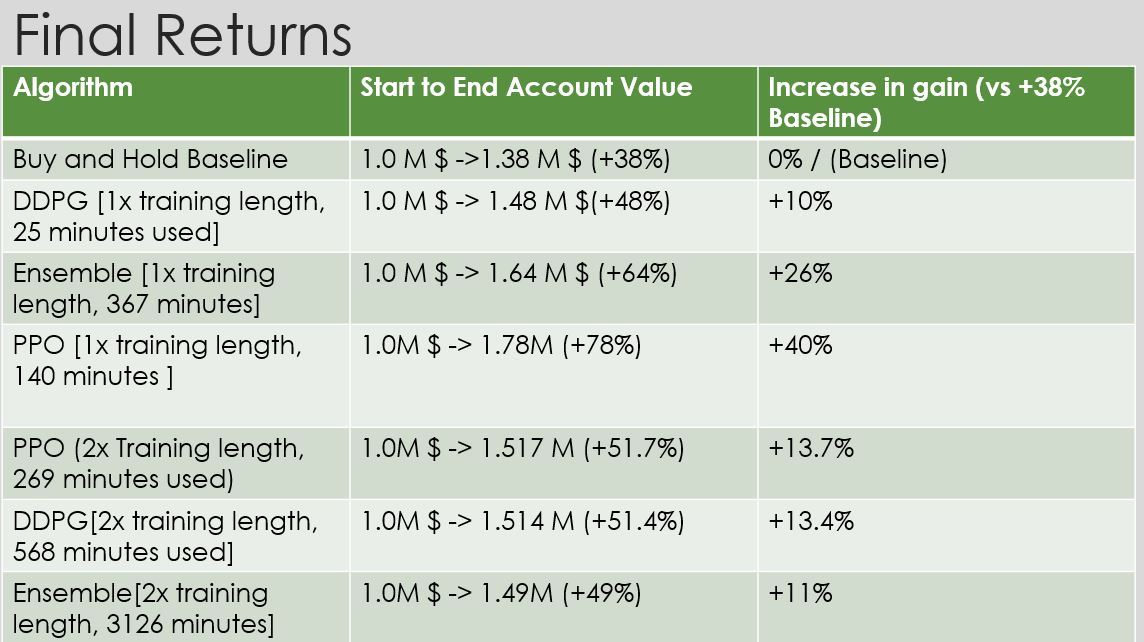 Final Returns
Algorithm
Start to End Account Value
Increase in gain (vs +38%
Baseline)
Buy and Hold Baseline
1.0 M $ ->1.38 M $ (+38%)
0% / (Baseline)
DDPG [1x training length,
25 minutes used]
1.0 M $ -> 1.48 M $(+48%)
+10%
Ensemble [1x training
length, 367 minutes]
1.0 M $ -> 1.64 M $ (+64%)
+26%
PPO [1x training length,
140 minutes ]
1.0M $ -> 1.78M (+78%)
+40%
PPO (2x Training length,
269 minutes used)
1.0M $ -> 1.517 M (+51.7%)
+13.7%
DDPG[2x training length,
568 minutes used]
1.0M $ -> 1.514 M (+51.4%)
+13.4%
Ensemble[2x training
length, 3126 minutes]
1.0M $ -> 1.49M (+49%)
+11%